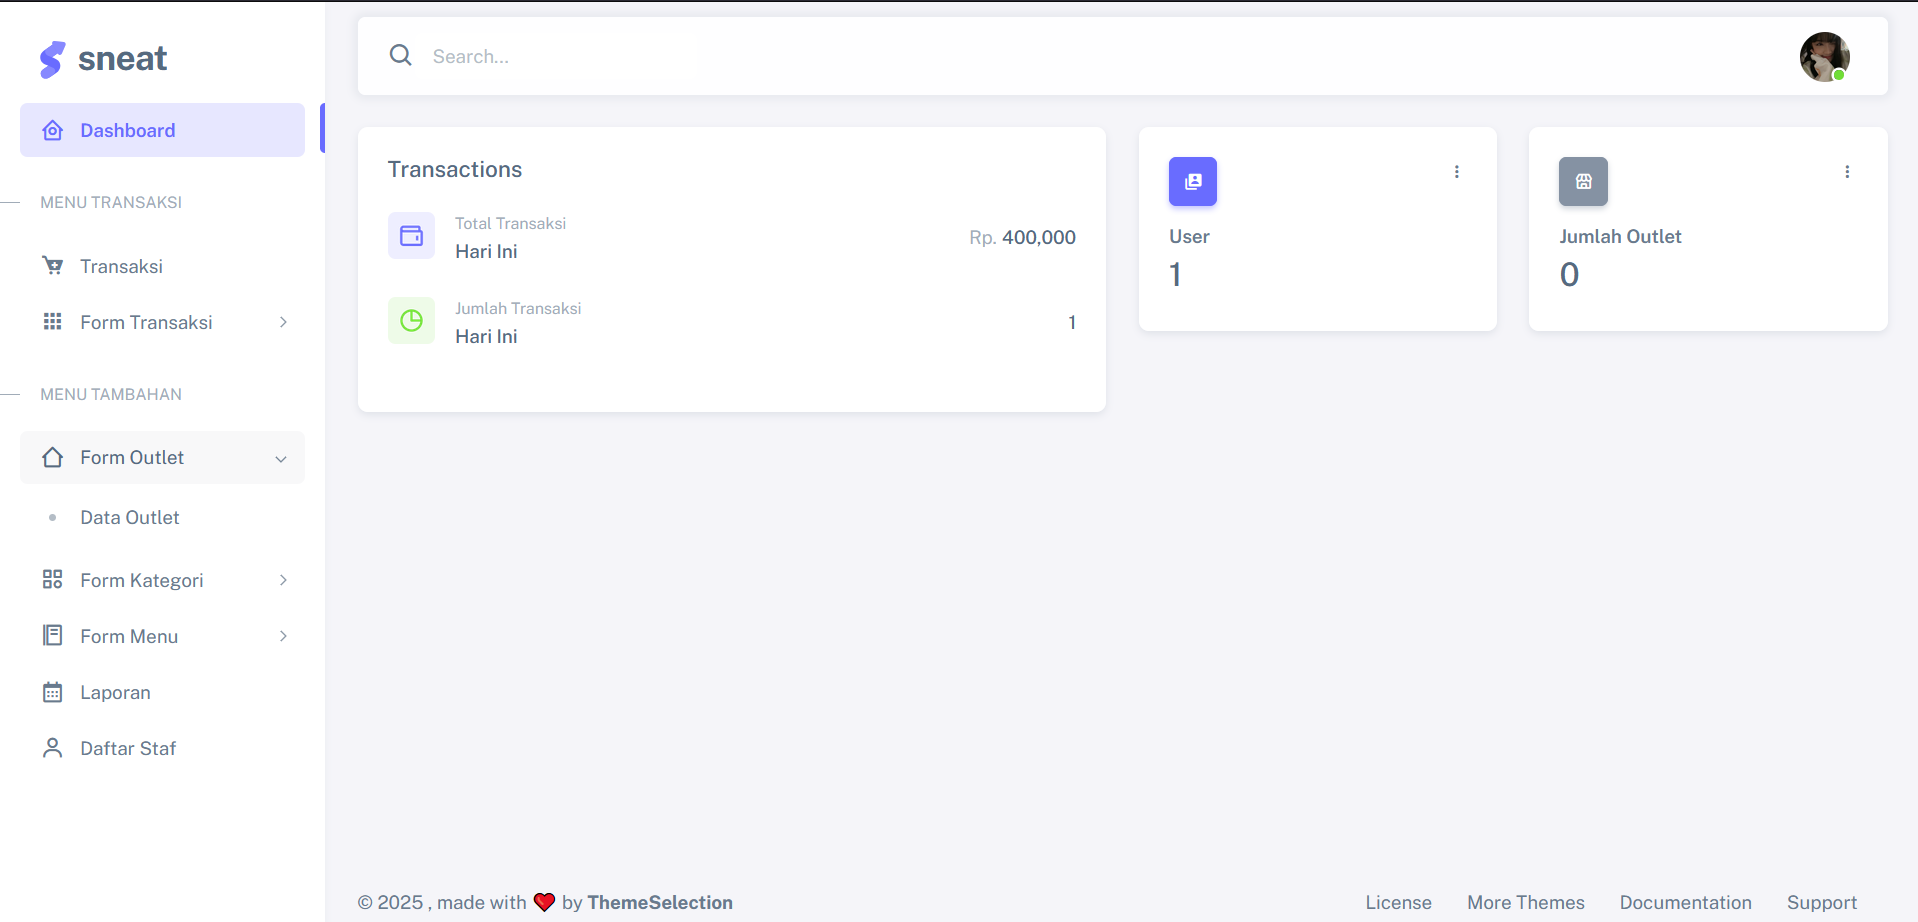 sneat
Dashboard
MENU TRANSAKSI
Transaksi
Form Transaksi
MENU TAMBAHAN
Form Outlet
Data Outlet
Form Kategori
Form Menu
Laporan
Daftar Staf
Search...
Transactions
Total Transaksi
Hari Ini
Rp. 400,000
Jumlah Transaksi
Hari Ini
1
User
1
Jumlah Outlet
0
© 2025 , made with ❤️ by ThemeSelection
License More Themes Documentation Support